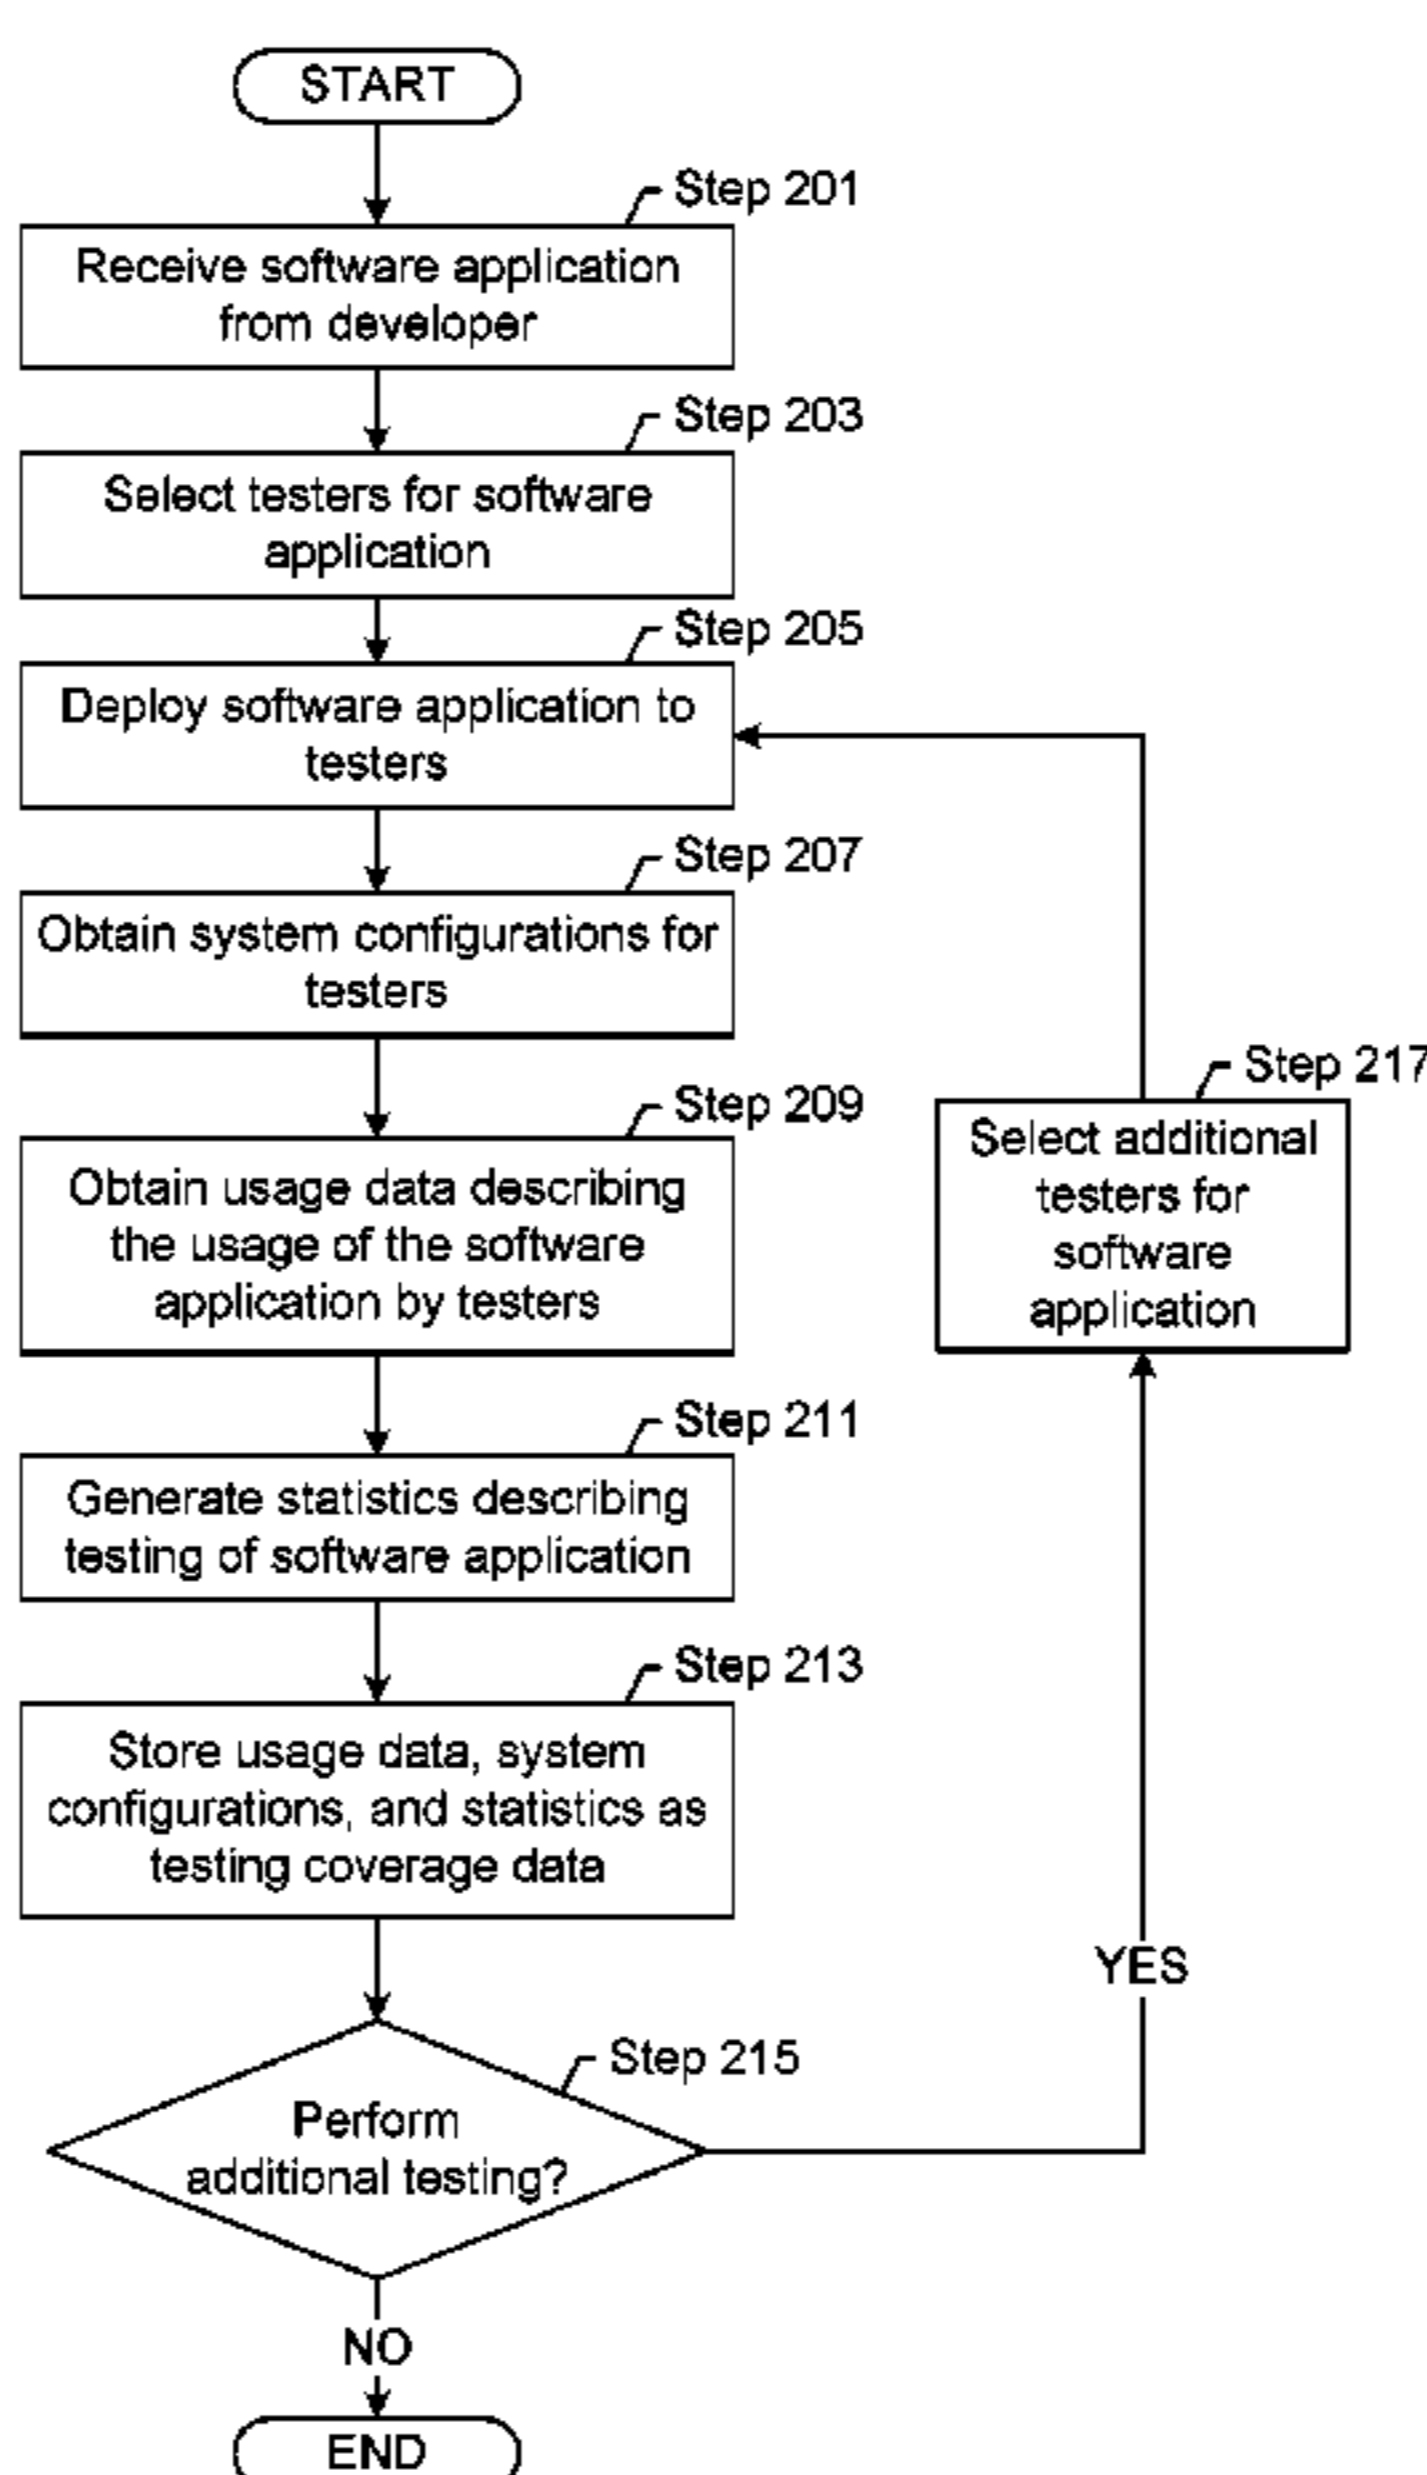 START
Step 201
Receive software application
from developer
Step 203
Select testers for software
application
Step 205
Deploy software application to
testers
Step 207
Obtain system configurations for
testers
Step 209
Obtain usage data describing
the usage of the software
application by testers
Step 217
Select additional
testers for
software
application
Step 211
Generate statistics describing
testing of software application
Step 213
Store usage data, system
configurations, and statistics as
testing coverage data
YES
Step 215
Perform
additional testing?
NO
END